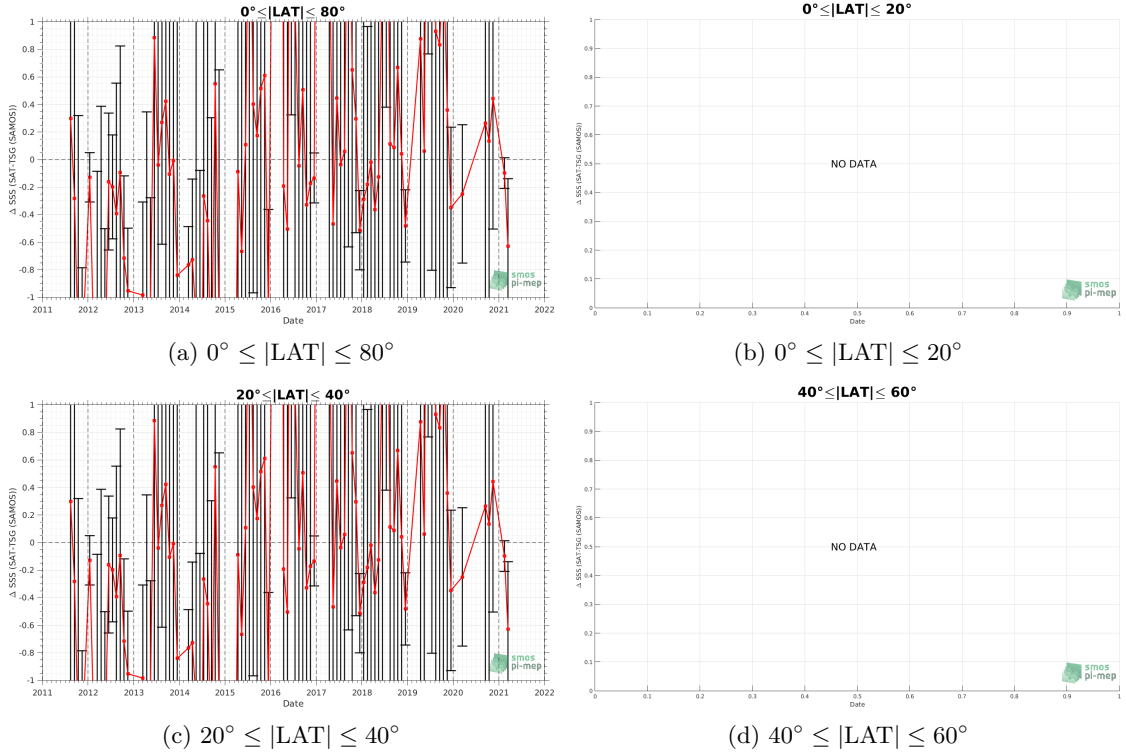 0°≤|LAT|≤ 80°
Δ SSS (SAT-TSG (SAMOS))
1
0.8
0.6
0.4
0.2
0
-0.2
-0.4
-0.6
-0.8
-1
2011 2012 2013 2014 2015 2016 2017 2018 2019 2020 2021 2022
Date
smos
pi-mep
(a) 0° ≤ |LAT| ≤ 80°
0°≤|LAT|≤ 20°
Δ SSS (SAT-TSG (SAMOS))
1
0.9
0.8
0.7
0.6
0.5
0.4
0.3
0.2
0.1
0
NO DATA
0 0.1 0.2 0.3 0.4 0.5 0.6 0.7 0.8 0.9 1
Date
smos
pi-mep
(b) 0° ≤ |LAT| ≤ 20°
20°≤|LAT|≤ 40°
Δ SSS (SAT-TSG (SAMOS))
1
0.8
0.6
0.4
0.2
0
-0.2
-0.4
-0.6
-0.8
-1
2011 2012 2013 2014 2015 2016 2017 2018 2019 2020 2021 2022
Date
smos
pi-mep
(c) 20° ≤ |LAT| ≤ 40°
40°≤|LAT|≤ 60°
Δ SSS (SAT-TSG (SAMOS))
1
0.9
0.8
0.7
0.6
0.5
0.4
0.3
0.2
0.1
0
NO DATA
0 0.1 0.2 0.3 0.4 0.5 0.6 0.7 0.8 0.9 1
Date
smos
pi-mep
(d) 40° ≤ |LAT| ≤ 60°